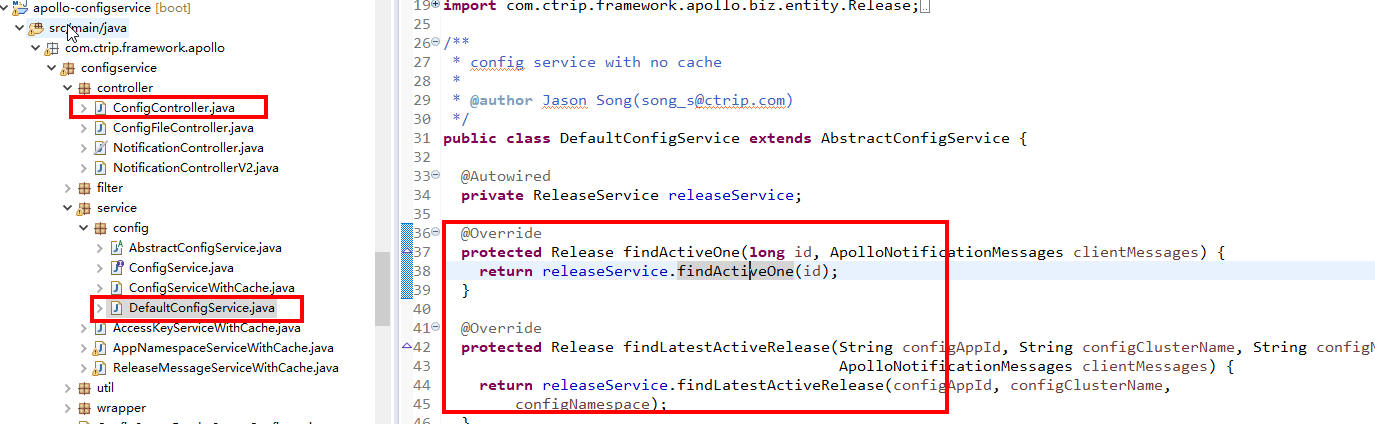 apollo-configservice [boot]
src/main/java
com.ctrip.framework.apollo
configservice
controller
ConfigController.java
ConfigFileController.java
NotificationController.java
NotificationControllerV2.java
filter
service
config
AbstractConfigService.java
ConfigService.java
ConfigServiceWithCache.java
DefaultConfigService.java
AccessKeyServiceWithCache.java
AppNamespaceServiceWithCache.java
ReleaseMessageServiceWithCache.java
util
wrapper
19 import com.ctrip.framework.apollo.biz.entity.Release;
25
26 /**
27 * config service with no cache
28 *
29 * @author Jason Song(song_s@ctrip.com)
30 */
31 public class DefaultConfigService extends AbstractConfigService {
32
33 @Autowired
34 private ReleaseService releaseService;
35
36 @Override
37 protected Release findActiveOne(long id, ApolloNotificationMessages clientMessages) {
38 return releaseService.findActiveOne(id);
39 }
40
41 @Override
42 protected Release findLatestActiveRelease(String configAppId, String configClusterName, String configN
43 ApolloNotificationMessages clientMessages) {
44 return releaseService.findLatestActiveRelease(configAppId, configClusterName,
45 configNamespace);
46 }